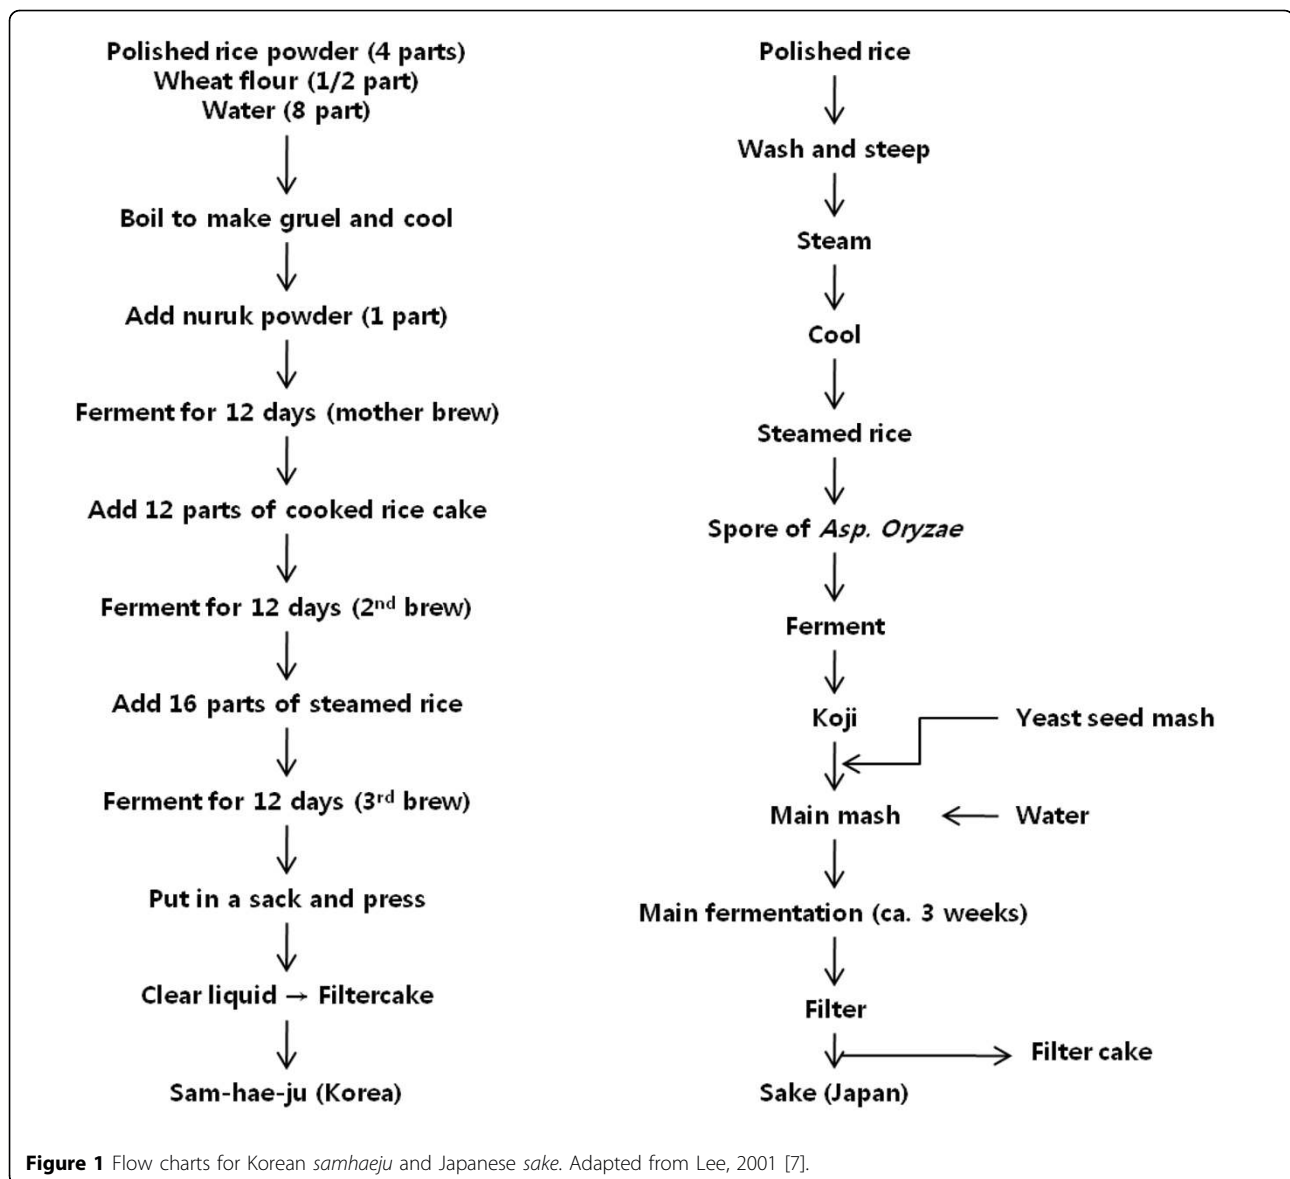 Polished rice powder (4 parts)
Wheat flour (1/2 part)
Water (8 part)
Boil to make gruel and cool
Add nuruk powder (1 part)
Ferment for 12 days (mother brew)
Add 12 parts of cooked rice cake
Ferment for 12 days (2nd brew)
Add 16 parts of steamed rice
Ferment for 12 days (3rd brew)
Put in a sack and press
Clear liquid → Filtercake
Sam-hae-ju (Korea)
Polished rice
Wash and steep
Steam
Cool
Steamed rice
Spore of Asp. Oryzae
Ferment
Koji
Yeast seed mash
Main mash
Water
Main fermentation (ca. 3 weeks)
Filter
Filter cake
Sake (Japan)
Figure 1 Flow charts for Korean samhaeju and Japanese sake. Adapted from Lee, 2001 [7].